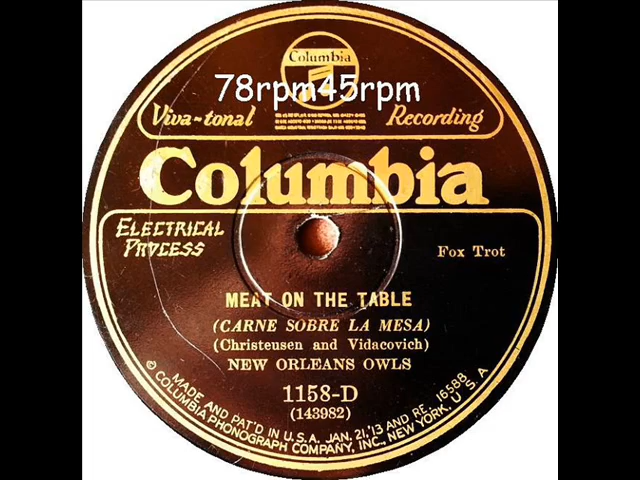 Columbia
78rpm45rpm
Viva-tonal Recording
Columbia
ELECTRICAL
PROCESS
Fox Trot
MEAT ON THE TABLE
(CARNE SOBRE LA MESA)
(Christeusen and Vidacovich)
NEW ORLEANS OWLS
1158-D
(143982)
MADE AND PAT'D IN U.S.A. JAN. 21,'13 AND RE 16588
© COLUMBIA PHONOGRAPH COMPANY, INC., NEW YORK, U.S.A